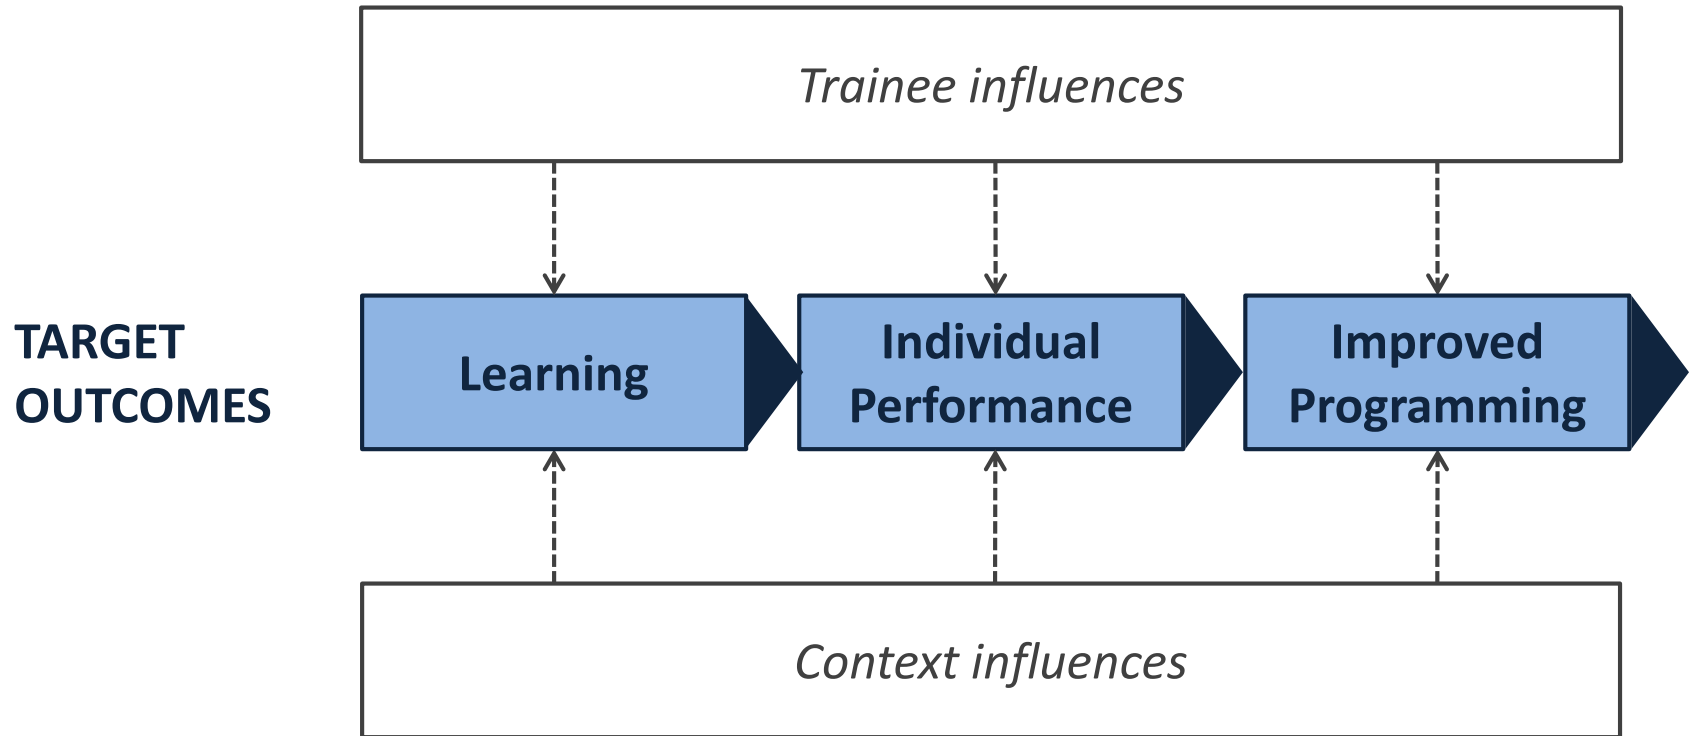 Trainee influences
TARGET
OUTCOMES
Learning
Individual
Performance
Improved
Programming
Context influences